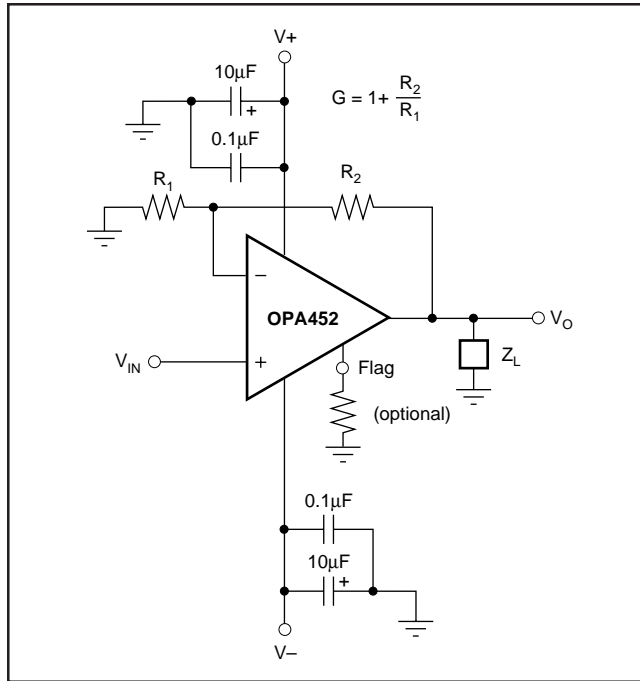 V+
10µF
+
G = 1+ R2
R1
0.1µF
R1
R2
−
OPA452
VO
VIN
+
Flag
ZL
(optional)
0.1µF
10µF
+
V–